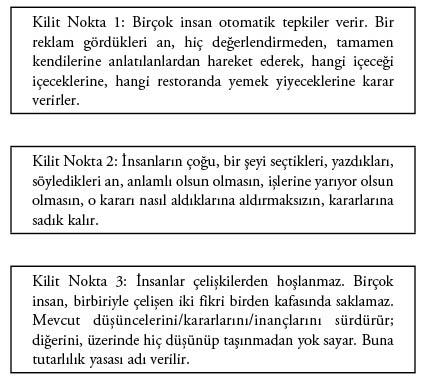 Kilit Nokta 1: Birçok insan otomatik tepkiler verir. Bir
reklam gördükleri an, hiç değerlendirmeden, tamamen
kendilerine anlatılanlardan hareket ederek, hangi içeceği
içeceklerine, hangi restoranda yemek yiyeceklerine karar
verirler.
Kilit Nokta 2: İnsanların çoğu, bir şeyi seçtikleri, yazdıkları,
söyledikleri an, anlamlı olsun olmasın, işlerine yarıyor olsun
olmasın, o kararı nasıl aldıklarına aldırmaksızın, kararlarına
sadık kalır.
Kilit Nokta 3: İnsanlar çelişkilerden hoşlanmaz. Birçok
insan, birbiriyle çelişen iki fikri birden kafasında saklamaz.
Mevcut düşüncelerini/kararlarını/inançlarını sürdürür;
diğerini, üzerinde hiç düşünüp taşınmadan yok sayar. Buna
tutarlılık yasası adı verilir.